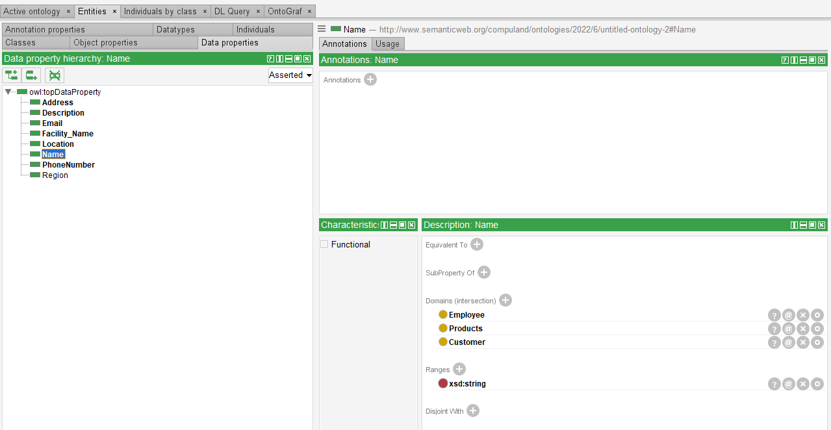 Active ontology × Entities × Individuals by class × DL Query × OntoGraf ×
Annotation properties Datatypes Individuals
Classes Object properties Data properties
Data property hierarchy: Name
Asserted
owl:topDataProperty
Address
Description
Email
Facility_Name
Location
Name
PhoneNumber
Region
Name — http://www.semanticweb.org/compuland/ontologies/2022/6/untitled-ontology-2#Name
Annotations Usage
Annotations: Name
Annotations
Characteristic:
Functional
Description: Name
Equivalent To
SubProperty Of
Domains (intersection)
Employee
Products
Customer
Ranges
xsd:string
Disjoint With